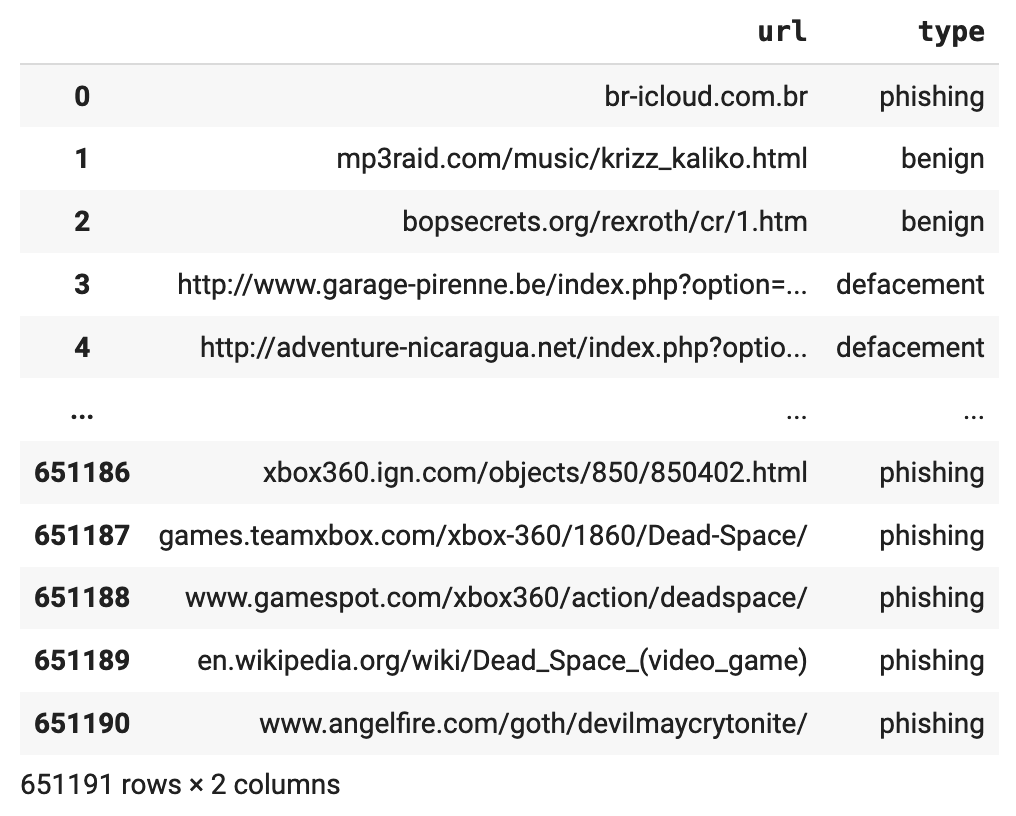 url type
0 br-icloud.com.br phishing
1 mp3raid.com/music/krizz_kaliko.html benign
2 bopsecrets.org/rexroth/cr/1.htm benign
3 http://www.garage-pirenne.be/index.php?option=... defacement
4 http://adventure-nicaragua.net/index.php?optio... defacement
... ... ...
651186 xbox360.ign.com/objects/850/850402.html phishing
651187 games.teamxbox.com/xbox-360/1860/Dead-Space/ phishing
651188 www.gamespot.com/xbox360/action/deadspace/ phishing
651189 en.wikipedia.org/wiki/Dead_Space_(video_game) phishing
651190 www.angelfire.com/goth/devilmaycrytonite/ phishing
651191 rows × 2 columns